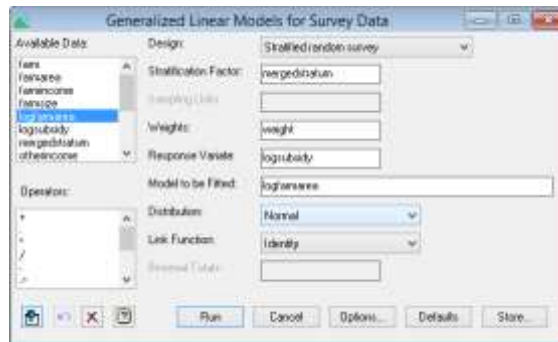 Generalized Linear Models for Survey Data
Available Data:
Design:
Stratified random survey
farm
farmarea
farmincome
farmsize
logfarmarea
logsubsidy
mergedstratum
otherincome
Stratification Factor:
mergedstratum
Sampling Units:
Weights:
weight
Response Variate:
logsubsidy
Model to be Fitted:
logfarmarea
Operators:
+
.
/
Distribution:
Normal
Link Function:
Identity
Binomial Totals:
Run
Cancel
Options...
Defaults
Store...